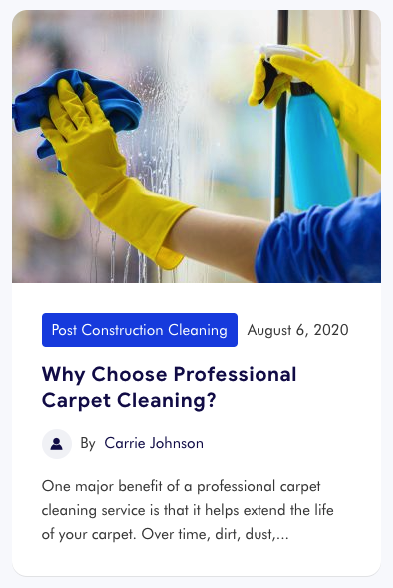 Post Construction Cleaning August 6, 2020
Why Choose Professional
Carpet Cleaning?
By Carrie Johnson
One major benefit of a professional carpet
cleaning service is that it helps extend the life
of your carpet. Over time, dirt, dust,...